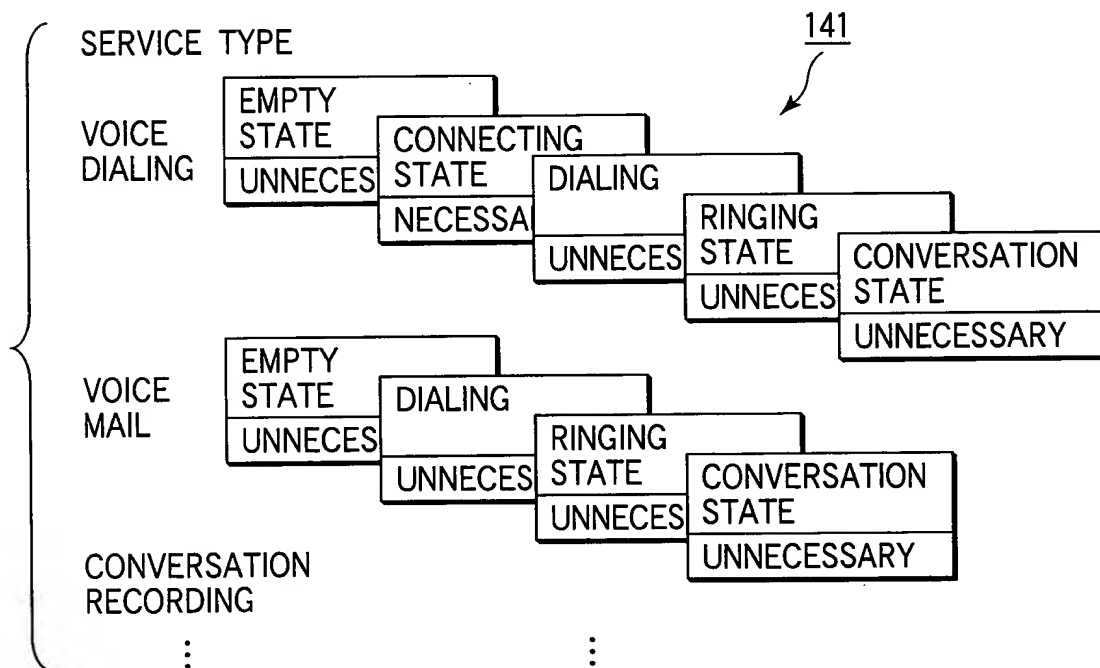 SERVICE TYPE
141
VOICE
DIALING
EMPTY
STATE
UNNECES
CONNECTING
STATE
NECESSA
DIALING
UNNECES
RINGING
STATE
UNNECES
CONVERSATION
STATE
UNNECESSARY
VOICE
MAIL
EMPTY
STATE
UNNECES
DIALING
UNNECES
RINGING
STATE
UNNECES
CONVERSATION
STATE
UNNECESSARY
CONVERSATION
RECORDING